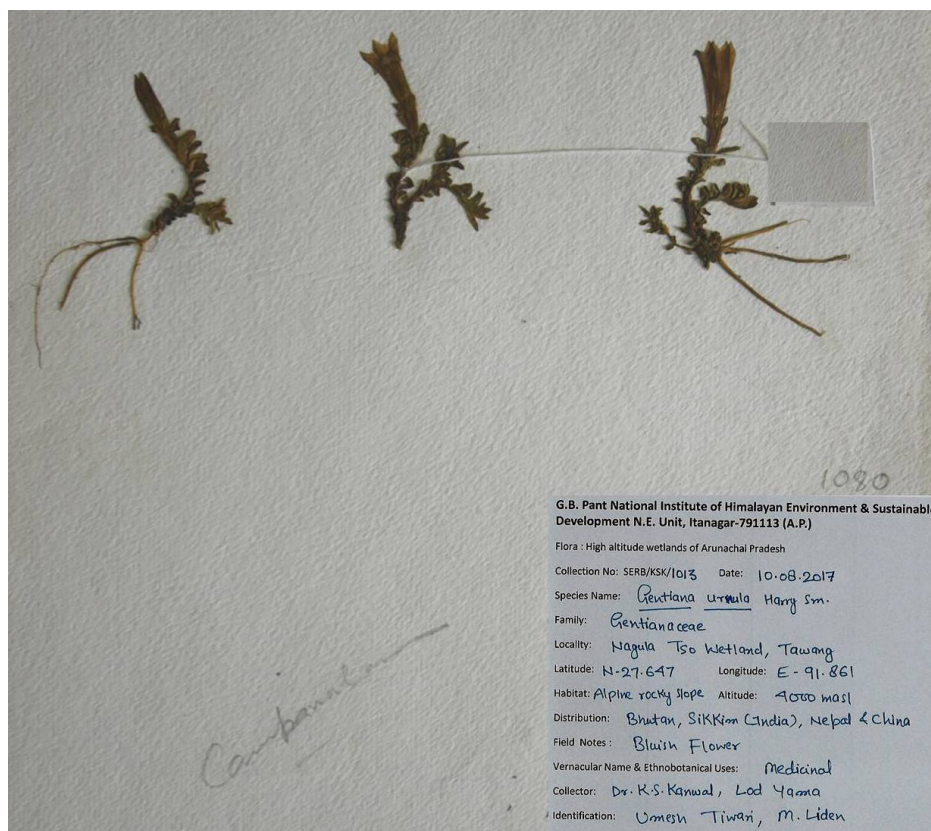 1080
G.B. Pant National Institute of Himalayan Environment & Sustainabl
Development N.E. Unit, Itanagar-791113 (A.P.)
Flora : High altitude wetlands of Arunachal Pradesh
Collection No: SERB/KSK/1013 Date: 10.08.2017
Species Name: Gentiana urnula Harry Sm.
Family: Gentianaceae
Locality: Nagula Tso Wetland, Tawang
Latitude: N-27.647 Longitude: E-91.861
Habitat: Alpine rocky slope Altitude: 4000 masl
Distribution: Bhutan, Sikkim (India), Nepal & China
Field Notes : Bluish Flower
Vernacular Name & Ethnobotanical Uses: Medicinal
Collector: Dr. K.S. Kanwal, Lod Yama
Identification: Umesh Tiwari, M. Liden